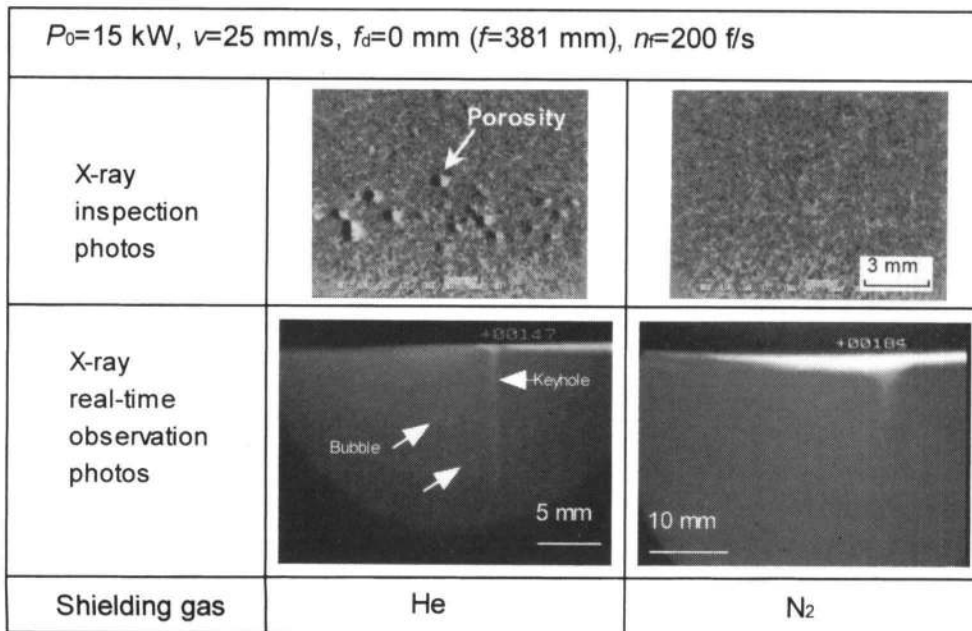 P0=15 kW, v=25 mm/s, fd=0 mm (f=381 mm), nf=200 f/s
X-ray
inspection
photos
Porosity
3 mm
X-ray
real-time
observation
photos
+00147
Keyhole
Bubble
5 mm
+00184
10 mm
Shielding gas
He
N2